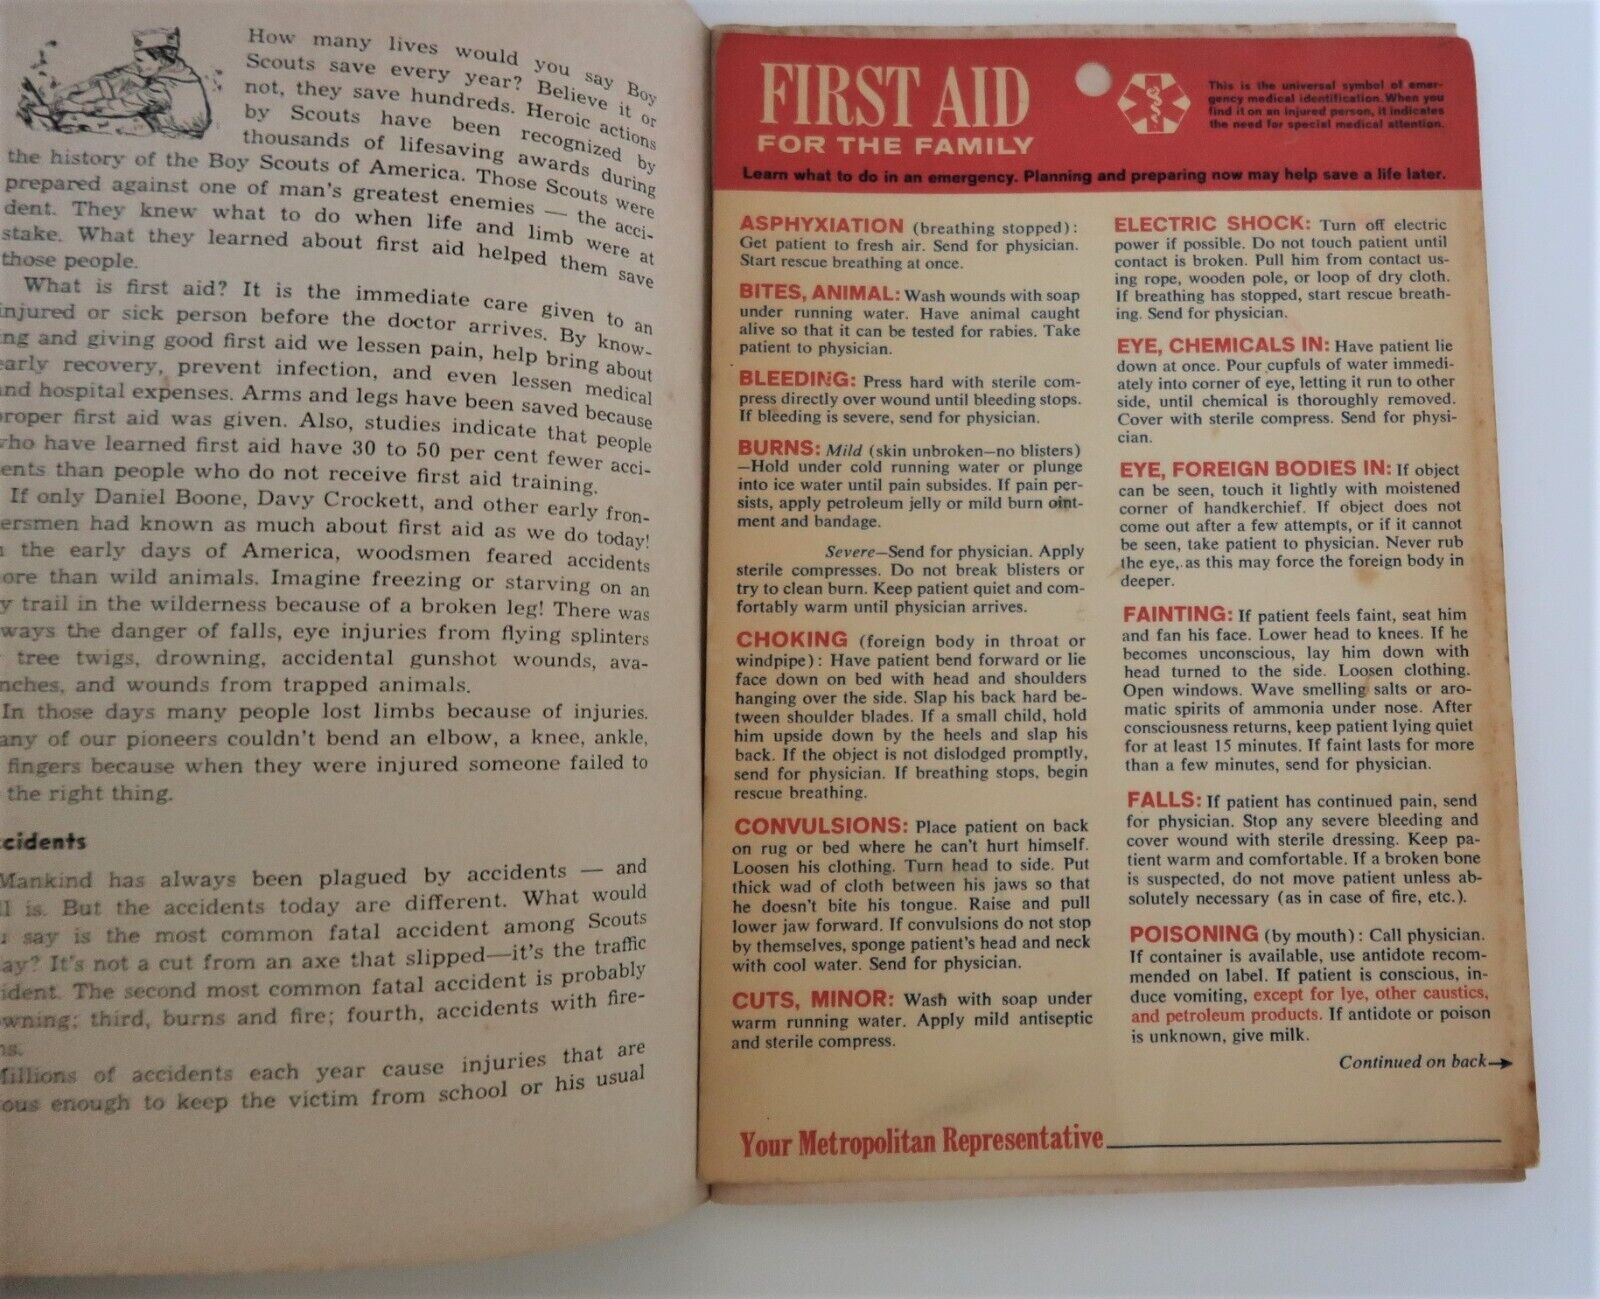 How many lives would you say Boy
Scouts save every year? Believe it or
not, they save hundreds. Heroic actions
by Scouts have been recognized by
thousands of lifesaving awards during
the history of the Boy Scouts of America. Those Scouts were
prepared against one of man's greatest enemies — the acci-
dent. They knew what to do when life and limb were at
stake. What they learned about first aid helped them save
those people.
What is first aid? It is the immediate care given to an
injured or sick person before the doctor arrives. By know-
ing and giving good first aid we lessen pain, help bring about
early recovery, prevent infection, and even lessen medical
and hospital expenses. Arms and legs have been saved because
proper first aid was given. Also, studies indicate that people
who have learned first aid have 30 to 50 per cent fewer acci-
ents than people who do not receive first aid training.
If only Daniel Boone, Davy Crockett, and other early fron-
ersmen had known as much about first aid as we do today!
the early days of America, woodsmen feared accidents
ore than wild animals. Imagine freezing or starving on an
y trail in the wilderness because of a broken leg! There was
ways the danger of falls, eye injuries from flying splinters
tree twigs, drowning, accidental gunshot wounds, ava-
nches, and wounds from trapped animals.
In those days many people lost limbs because of injuries.
any of our pioneers couldn't bend an elbow, a knee, ankle,
fingers because when they were injured someone failed to
the right thing.
cidents
Mankind has always been plagued by accidents — and
ll is. But the accidents today are different. What would
u say is the most common fatal accident among Scouts
ay? It's not a cut from an axe that slipped—it's the traffic
ident. The second most common fatal accident is probably
owning; third, burns and fire; fourth, accidents with fire-
ns.
Millions of accidents each year cause injuries that are
ous enough to keep the victim from school or his usual
FIRST AID
FOR THE FAMILY
This is the universal symbol of emer-
gency medical identification. When you
find it on an injured person, it indicates
the need for special medical attention.
Learn what to do in an emergency. Planning and preparing now may help save a life later.
ASPHYXIATION (breathing stopped):
Get patient to fresh air. Send for physician.
Start rescue breathing at once.
BITES, ANIMAL: Wash wounds with soap
under running water. Have animal caught
alive so that it can be tested for rabies. Take
patient to physician.
BLEEDING: Press hard with sterile com-
press directly over wound until bleeding stops.
If bleeding is severe, send for physician.
BURNS: Mild (skin unbroken—no blisters)
—Hold under cold running water or plunge
into ice water until pain subsides. If pain per-
sists, apply petroleum jelly or mild burn oint-
ment and bandage.
Severe—Send for physician. Apply
sterile compresses. Do not break blisters or
try to clean burn. Keep patient quiet and com-
fortably warm until physician arrives.
CHOKING (foreign body in throat or
windpipe): Have patient bend forward or lie
face down on bed with head and shoulders
hanging over the side. Slap his back hard be-
tween shoulder blades. If a small child, hold
him upside down by the heels and slap his
back. If the object is not dislodged promptly,
send for physician. If breathing stops, begin
rescue breathing.
CONVULSIONS: Place patient on back
on rug or bed where he can't hurt himself.
Loosen his clothing. Turn head to side. Put
thick wad of cloth between his jaws so that
he doesn't bite his tongue. Raise and pull
lower jaw forward. If convulsions do not stop
by themselves, sponge patient's head and neck
with cool water. Send for physician.
CUTS, MINOR: Wash with soap under
warm running water. Apply mild antiseptic
and sterile compress.
ELECTRIC SHOCK: Turn off electric
power if possible. Do not touch patient until
contact is broken. Pull him from contact us-
ing rope, wooden pole, or loop of dry cloth.
If breathing has stopped, start rescue breath-
ing. Send for physician.
EYE, CHEMICALS IN: Have patient lie
down at once. Pour cupfuls of water immedi-
ately into corner of eye, letting it run to other
side, until chemical is thoroughly removed.
Cover with sterile compress. Send for physi-
cian.
EYE, FOREIGN BODIES IN: If object
can be seen, touch it lightly with moistened
corner of handkerchief. If object does not
come out after a few attempts, or if it cannot
be seen, take patient to physician. Never rub
the eye, as this may force the foreign body in
deeper.
FAINTING: If patient feels faint, seat him
and fan his face. Lower head to knees. If he
becomes unconscious, lay him down with
head turned to the side. Loosen clothing.
Open windows. Wave smelling salts or aro-
matic spirits of ammonia under nose. After
consciousness returns, keep patient lying quiet
for at least 15 minutes. If faint lasts for more
than a few minutes, send for physician.
FALLS: If patient has continued pain, send
for physician. Stop any severe bleeding and
cover wound with sterile dressing. Keep pa-
tient warm and comfortable. If a broken bone
is suspected, do not move patient unless ab-
solutely necessary (as in case of fire, etc.).
POISONING (by mouth): Call physician.
If container is available, use antidote recom-
mended on label. If patient is conscious, in-
duce vomiting, except for lye, other caustics,
and petroleum products. If antidote or poison
is unknown, give milk.
Continued on back→
Your Metropolitan Representative